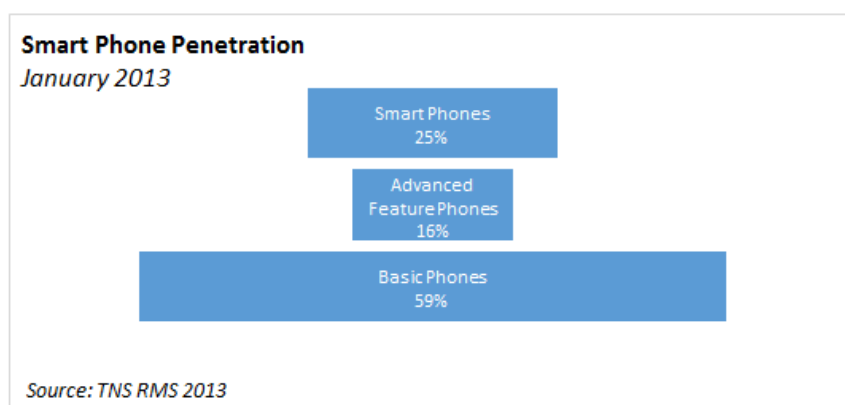 Smart Phone Penetration
January 2013
Smart Phones
25%
Advanced
Feature Phones
16%
Basic Phones
59%
Source: TNS RMS 2013